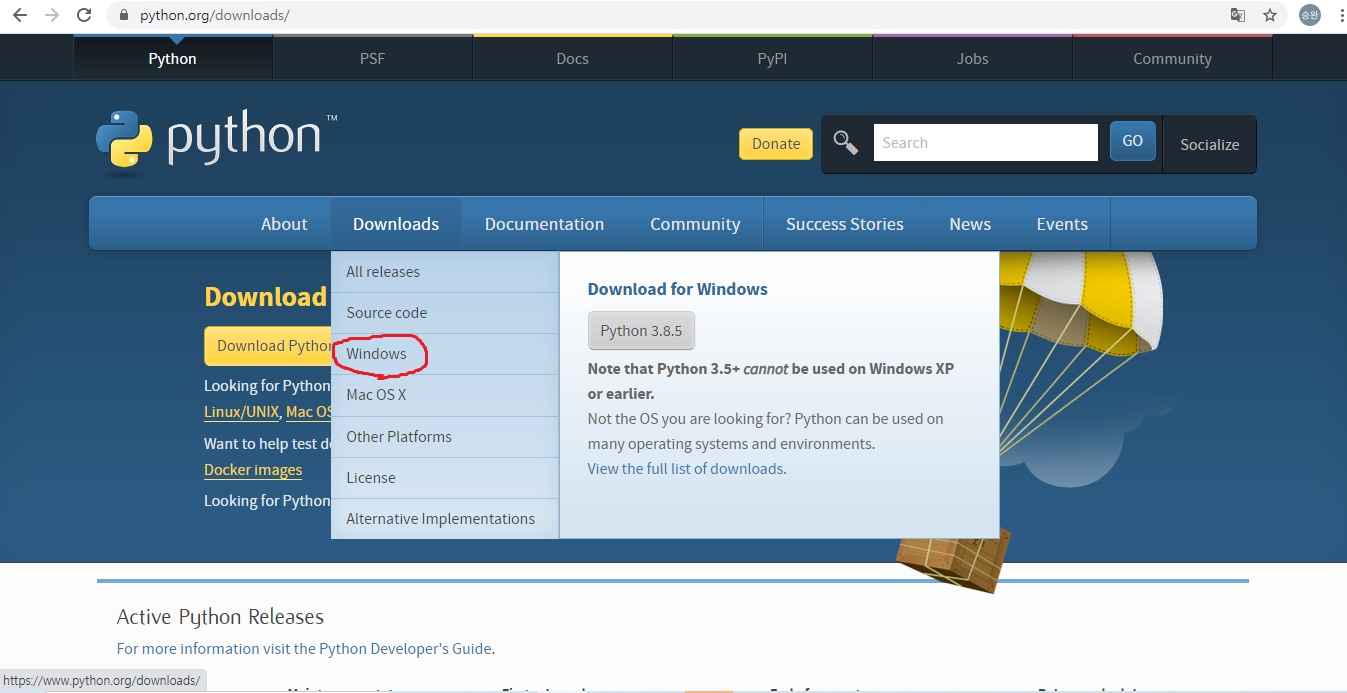 python.org/downloads/
승완
Python
PSF
Docs
PyPI
Jobs
Community
python™
Donate
Search
GO
Socialize
About
Downloads
Documentation
Community
Success Stories
News
Events
All releases
Source code
Windows
Mac OS X
Other Platforms
License
Alternative Implementations
Download for Windows
Python 3.8.5
Note that Python 3.5+ cannot be used on Windows XP
or earlier.
Not the OS you are looking for? Python can be used on
many operating systems and environments.
View the full list of downloads.
Download
Download Python
Looking for Python
Linux/UNIX, Mac OS
Want to help test
Docker images
Looking for Python
Active Python Releases
For more information visit the Python Developer's Guide.
https://www.python.org/downloads/